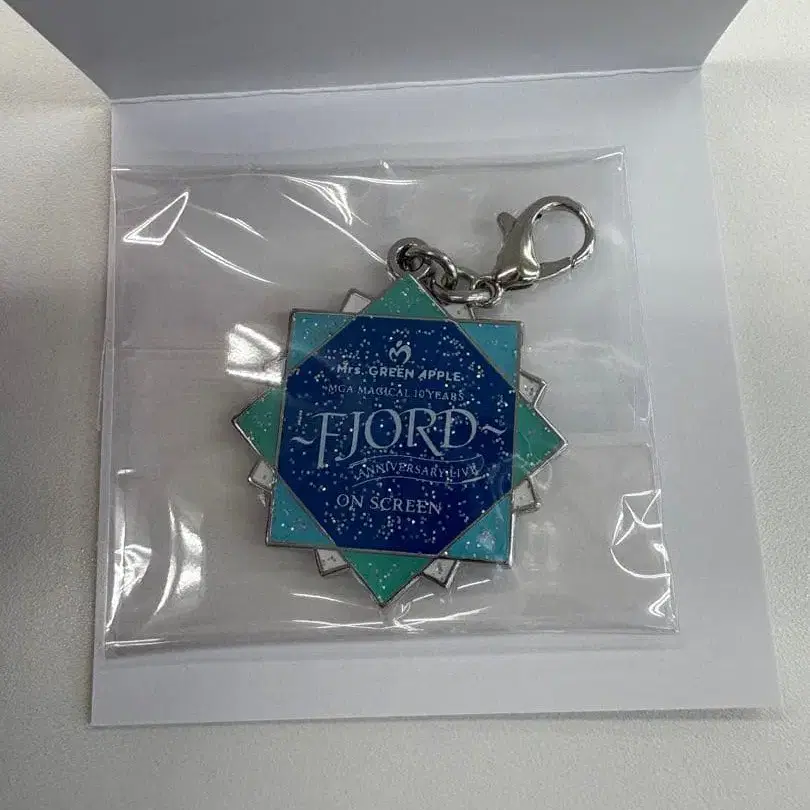 Mrs. GREEN APPLE
MGA MAGICAL 10 YEARS
~FJORD~
ANNIVERSARY LIVE
ON SCREEN